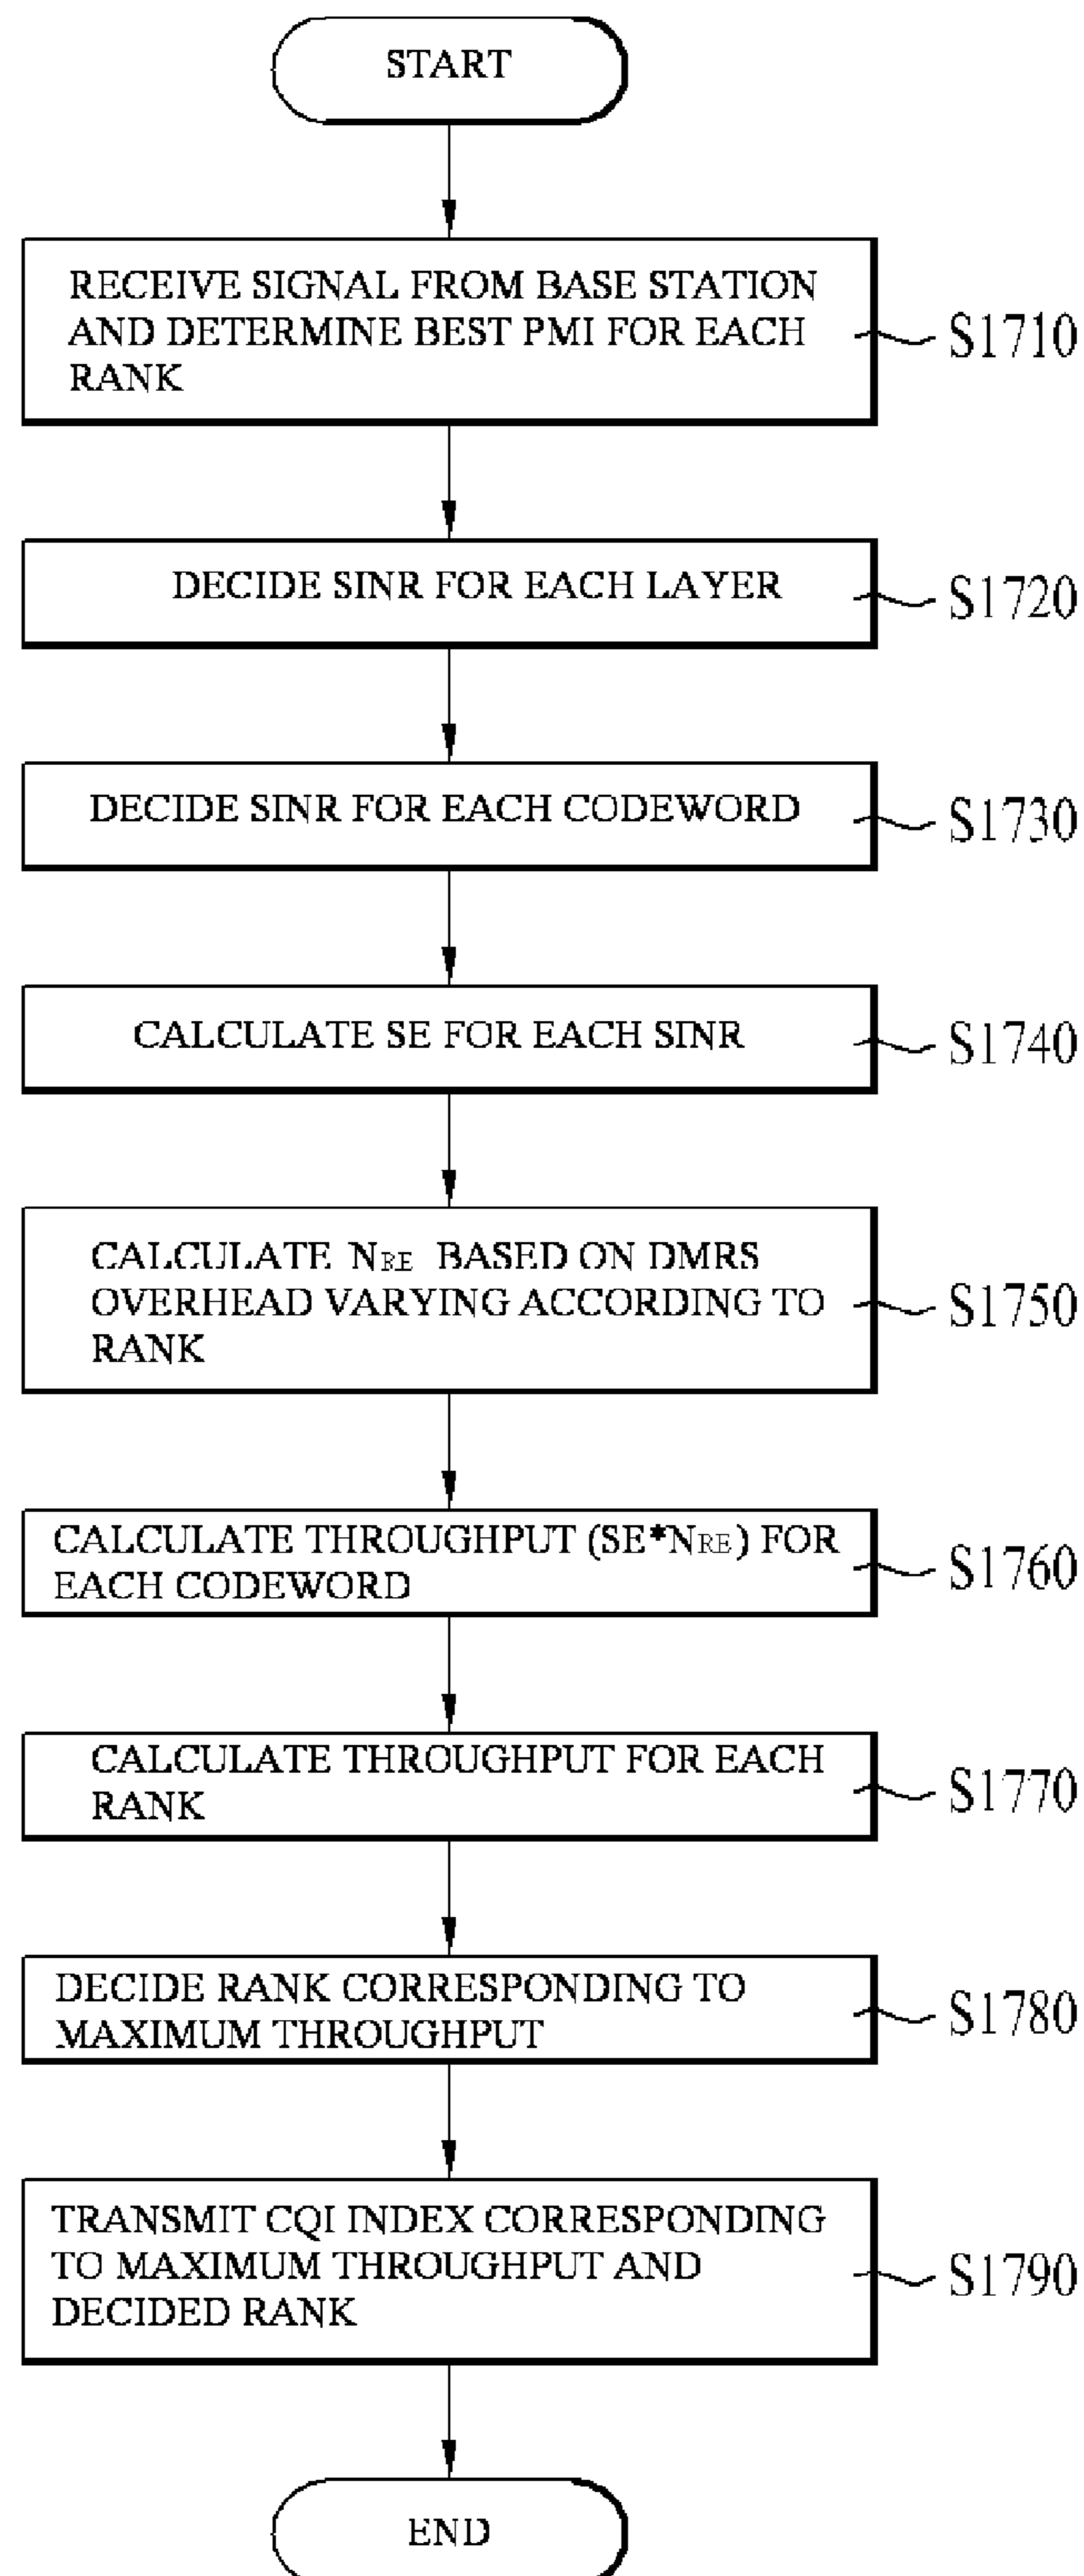 START
RECEIVE SIGNAL FROM BASE STATION
AND DETERMINE BEST PMI FOR EACH
RANK
S1710
DECIDE SINR FOR EACH LAYER
S1720
DECIDE SINR FOR EACH CODEWORD
S1730
CALCULATE SE FOR EACH SINR
S1740
CALCULATE NRE BASED ON DMRS
OVERHEAD VARYING ACCORDING TO
RANK
S1750
CALCULATE THROUGHPUT (SE*NRE) FOR
EACH CODEWORD
S1760
CALCULATE THROUGHPUT FOR EACH
RANK
S1770
DECIDE RANK CORRESPONDING TO
MAXIMUM THROUGHPUT
S1780
TRANSMIT CQI INDEX CORRESPONDING
TO MAXIMUM THROUGHPUT AND
DECIDED RANK
S1790
END